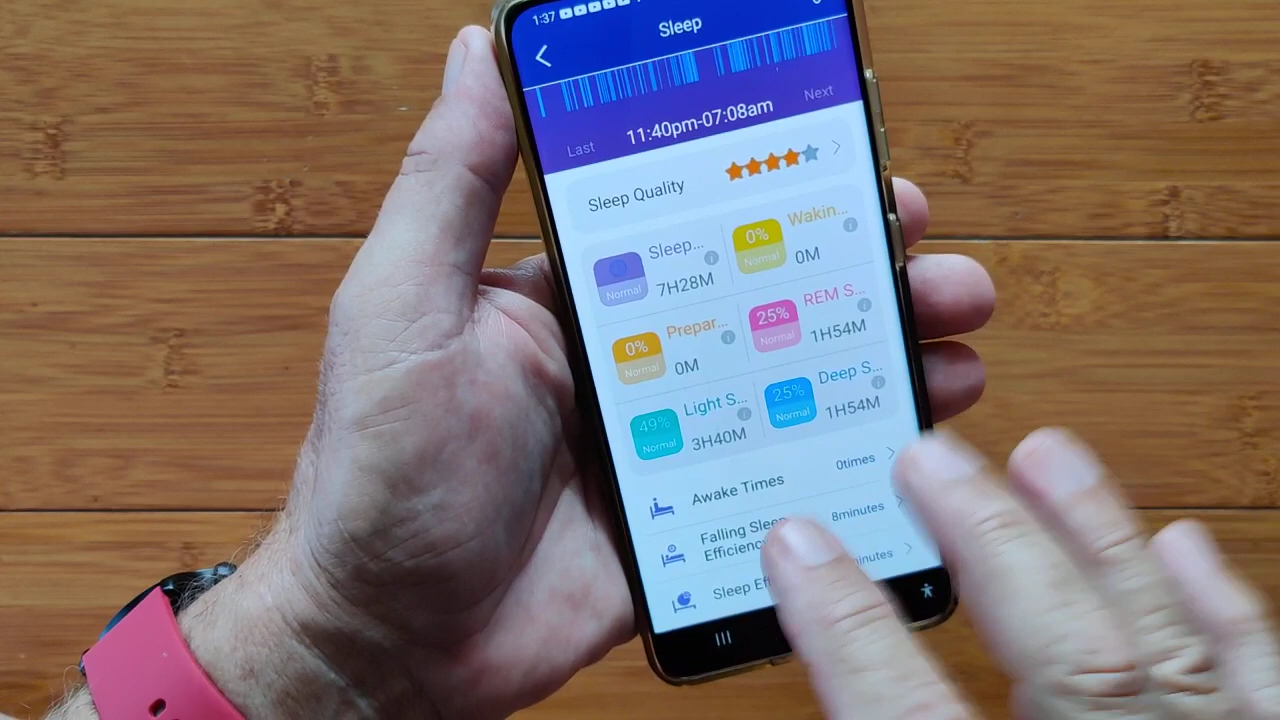 1:37
Sleep
Last
11:40pm-07:08am
Next
Sleep Quality
Sleep...
Normal
7H28M
0%
Wakin...
Normal
0M
0%
Prepar...
Normal
0M
25%
REM S...
Normal
1H54M
49%
Light S...
Normal
3H40M
25%
Deep S...
Normal
1H54M
Awake Times
0times
Falling Sleep
Efficiency
8minutes
Sleep